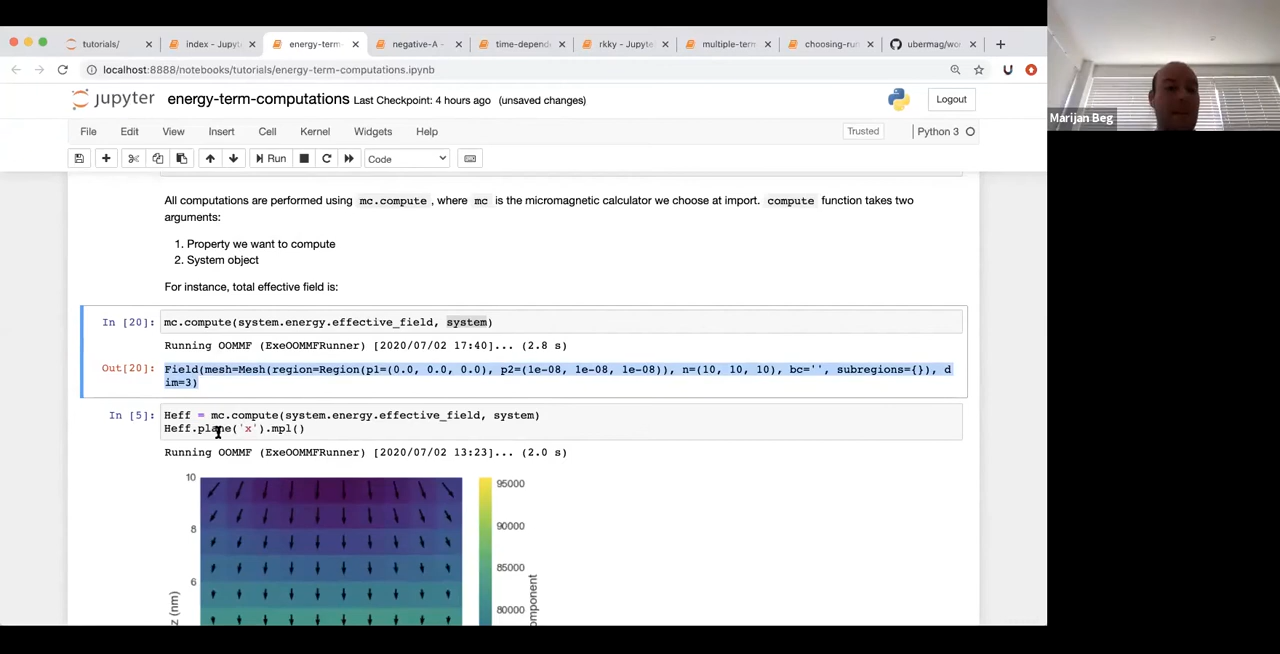 tutorials/
index - Jupyt
energy-term
negative-A -
time-depend
rkky - Jupyte
multiple-term
choosing-run
ubermag/wor
localhost:8888/notebooks/tutorials/energy-term-computations.ipynb
jupyter energy-term-computations Last Checkpoint: 4 hours ago (unsaved changes)
Logout
File Edit View Insert Cell Kernel Widgets Help
Trusted
Python 3
Run
Code
Marijan Beg
All computations are performed using mc.compute , where mc is the micromagnetic calculator we choose at import. compute function takes two
arguments:
1. Property we want to compute
2. System object
For instance, total effective field is:
In [20]: mc.compute(system.energy.effective_field, system)
Running OOMMF (ExeOOMMFRunner) [2020/07/02 17:40]... (2.8 s)
Out[20]: Field(mesh=Mesh(region=Region(p1=(0.0, 0.0, 0.0), p2=(1e-08, 1e-08, 1e-08)), n=(10, 10, 10), bc='', subregions={}), d
im=3)
In [5]: Heff = mc.compute(system.energy.effective_field, system)
Heff.plane('x').mpl()
Running OOMMF (ExeOOMMFRunner) [2020/07/02 13:23]... (2.0 s)
10
8
6
z (nm)
95000
90000
85000
80000
omponent